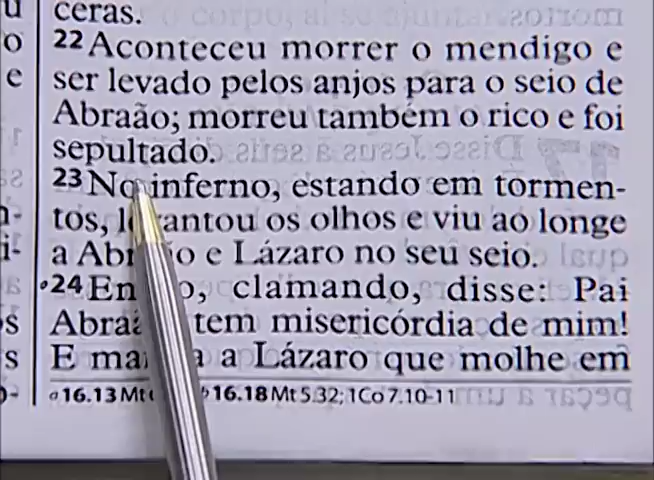 ceras.
22 Aconteceu morrer o mendigo e
ser levado pelos anjos para o seio de
Abraão; morreu também o rico e foi
sepultado.
23 No inferno, estando em tormen-
tos, levantou os olhos e viu ao longe
a Abraão e Lázaro no seu seio.
24 Então, clamando, disse: Pai
Abraão, tem misericórdia de mim!
E manda a Lázaro que molhe em
16.13 Mt 16.18 Mt 5.32; 1Co 7.10-11